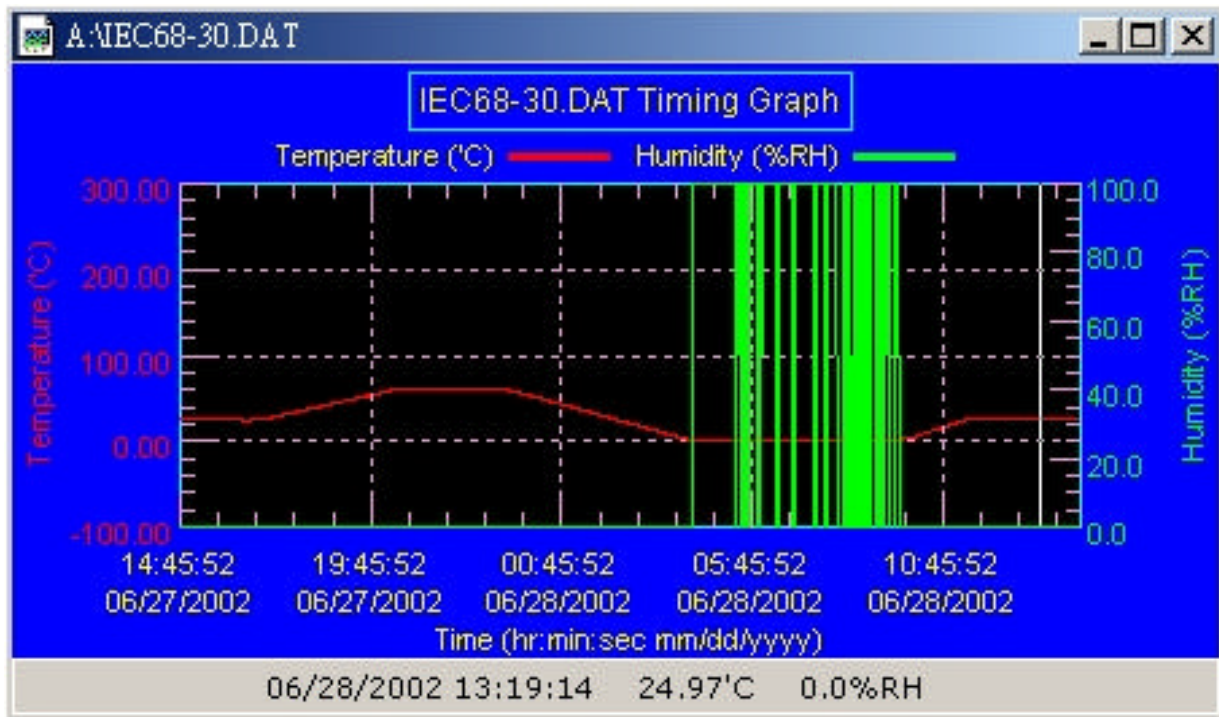 A:\IEC68-30.DAT
IEC68-30.DAT Timing Graph
Temperature ('C) Humidity (%RH)
300.00
200.00
100.00
0.00
-100.00
Temperature ('C)
100.0
80.0
60.0
40.0
20.0
0.0
Humidity (%RH)
14:45:52 19:45:52 00:45:52 05:45:52 10:45:52
06/27/2002 06/27/2002 06/28/2002 06/28/2002 06/28/2002
Time (hr:min:sec mm/dd/yyyy)
06/28/2002 13:19:14 24.97'C 0.0%RH